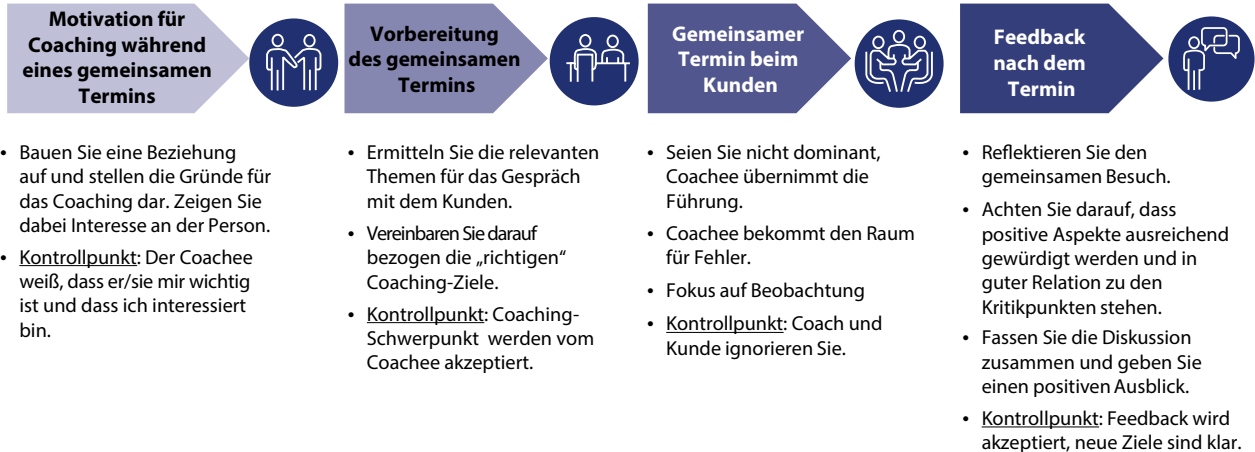 Motivation für
Coaching während
eines gemeinsamen
Termins
Vorbereitung
des gemeinsamen
Termins
Gemeinsamer
Termin beim
Kunden
Feedback
nach dem
Termin
• Bauen Sie eine Beziehung
auf und stellen die Gründe für
das Coaching dar. Zeigen Sie
dabei Interesse an der Person.
• Kontrollpunkt: Der Coachee
weiß, dass er/sie mir wichtig
ist und dass ich interessiert
bin.
• Ermitteln Sie die relevanten
Themen für das Gespräch
mit dem Kunden.
• Vereinbaren Sie darauf
bezogen die „richtigen“
Coaching-Ziele.
• Kontrollpunkt: Coaching-
Schwerpunkt werden vom
Coachee akzeptiert.
• Seien Sie nicht dominant,
Coachee übernimmt die
Führung.
• Coachee bekommt den Raum
für Fehler.
• Fokus auf Beobachtung
• Kontrollpunkt: Coach und
Kunde ignorieren Sie.
• Reflektieren Sie den
gemeinsamen Besuch.
• Achten Sie darauf, dass
positive Aspekte ausreichend
gewürdigt werden und in
guter Relation zu den
Kritikpunkten stehen.
• Fassen Sie die Diskussion
zusammen und geben Sie
einen positiven Ausblick.
• Kontrollpunkt: Feedback wird
akzeptiert, neue Ziele sind klar.